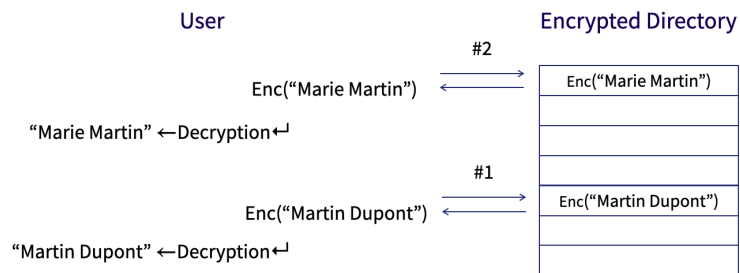 User
Encrypted Directory
#2
Enc(“Marie Martin”)
Enc(“Marie Martin”)
“Marie Martin” ←Decryption↵
#1
Enc(“Martin Dupont”)
Enc(“Martin Dupont”)
“Martin Dupont” ←Decryption↵